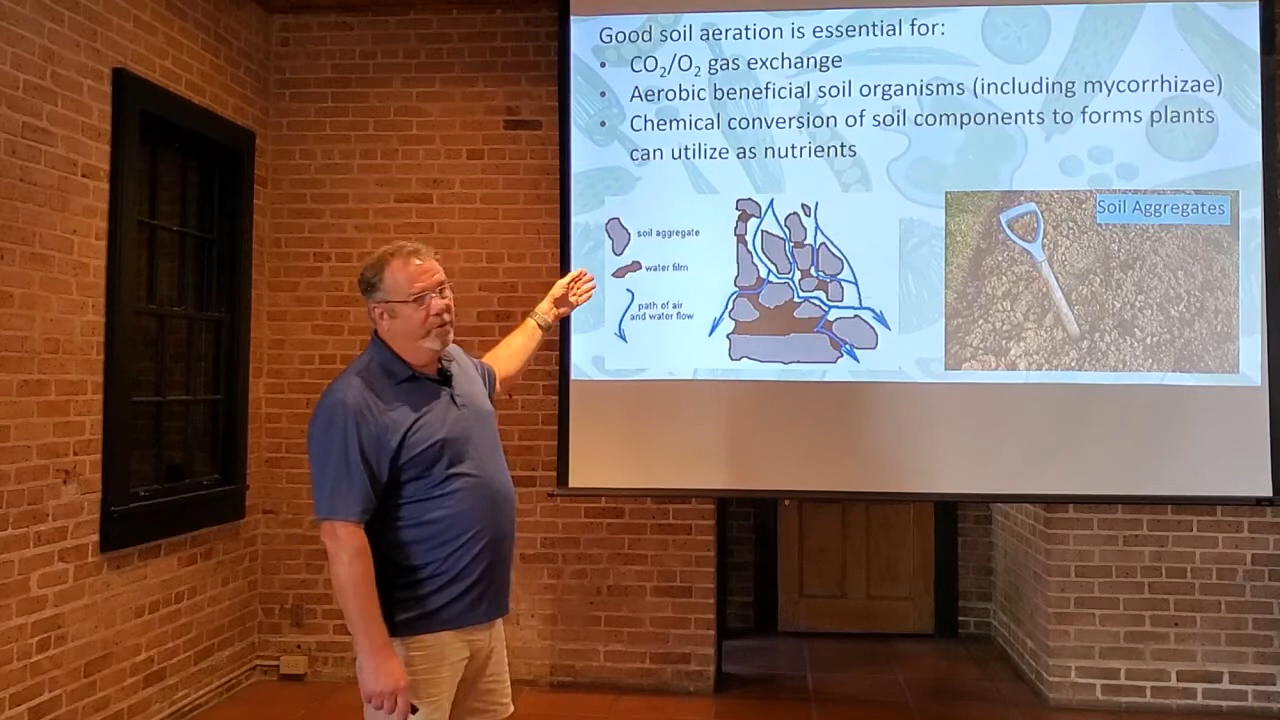 Good soil aeration is essential for:
• CO₂/O₂ gas exchange
• Aerobic beneficial soil organisms (including mycorrhizae)
• Chemical conversion of soil components to forms plants
can utilize as nutrients
soil aggregate
water film
path of air
and water flow
Soil Aggregates